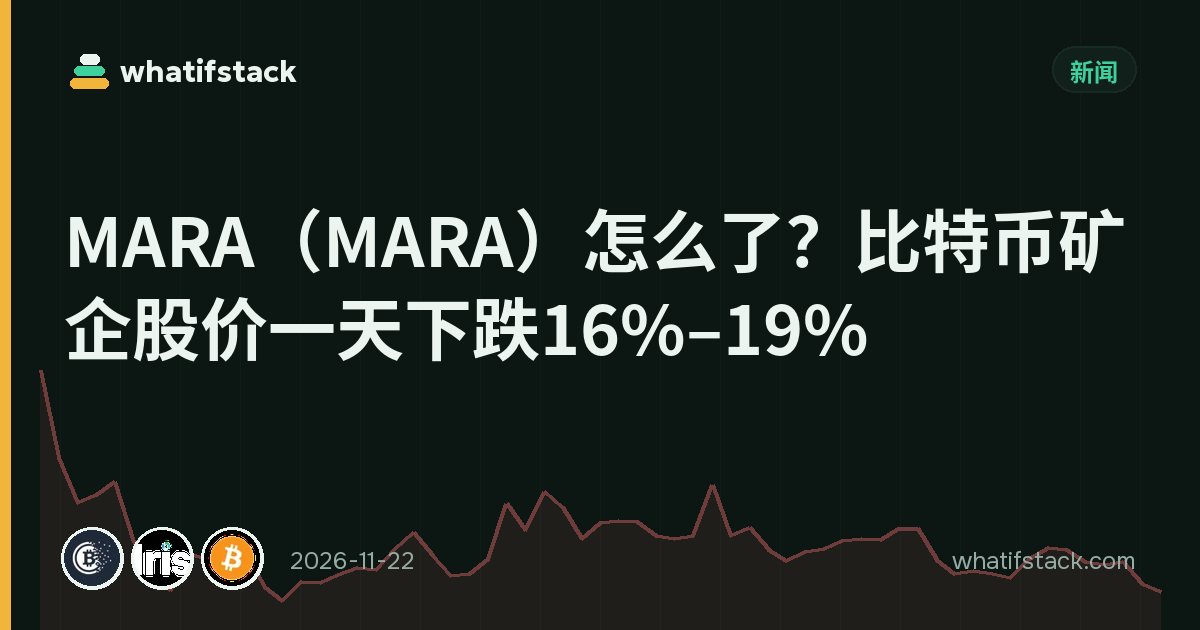 whatifstack
新闻
MARA（MARA）怎么了？比特币矿
企股价一天下跌16%–19%
Iris
2026-11-22
whatifstack.com